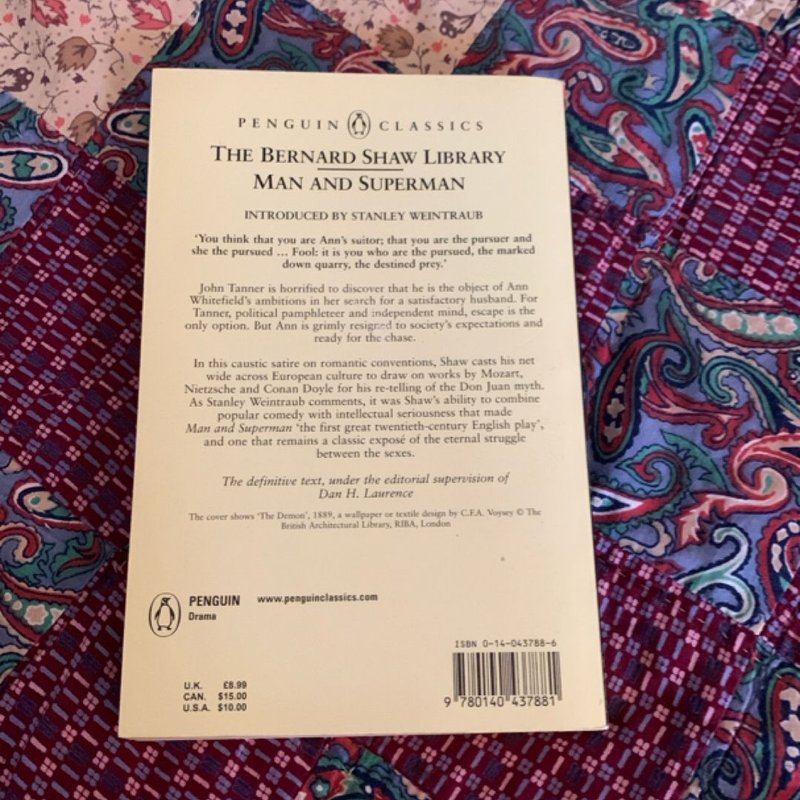 PENGUIN CLASSICS
THE BERNARD SHAW LIBRARY
MAN AND SUPERMAN
INTRODUCED BY STANLEY WEINTRAUB
‘You think that you are Ann’s suitor; that you are the pursuer and
she the pursued ... Fool: it is you who are the pursued, the marked
down quarry, the destined prey.’
John Tanner is horrified to discover that he is the object of Ann
Whitefield’s ambitions in her search for a satisfactory husband. For
Tanner, political pamphleteer and independent mind, escape is the
only option. But Ann is grimly resigned to society’s expectations and
ready for the chase.
In this caustic satire on romantic conventions, Shaw casts his net
wide across European culture to draw on works by Mozart,
Nietzsche and Conan Doyle for his re-telling of the Don Juan myth.
As Stanley Weintraub comments, it was Shaw’s ability to combine
popular comedy with intellectual seriousness that made
Man and Superman ‘the first great twentieth-century English play’,
and one that remains a classic exposé of the eternal struggle
between the sexes.
The definitive text, under the editorial supervision of
Dan H. Laurence
The cover shows ‘The Demon’, 1889, a wallpaper or textile design by C.F.A. Voysey © The
British Architectural Library, RIBA, London
PENGUIN www.penguinclassics.com
Drama
ISBN 0-14-043788-6
U.K. £8.99
CAN. $15.00
U.S.A. $10.00
9 780140 437881